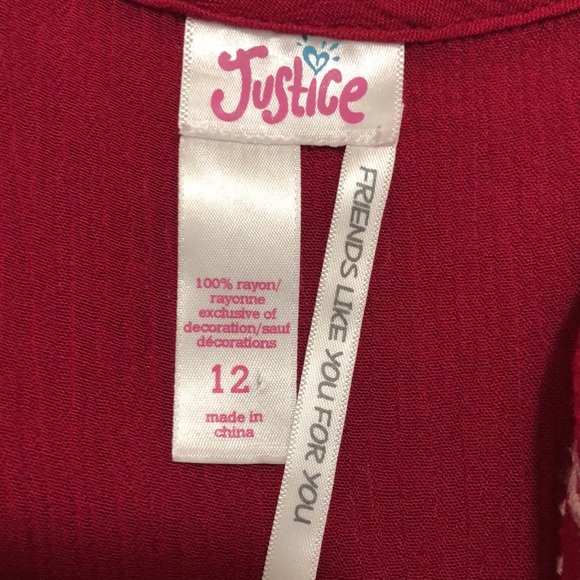 Justice
100% rayon/
rayonne
exclusive of
decoration/sauf
décorations
12
made in
china
FRIENDS LIKE YOU FOR YOU